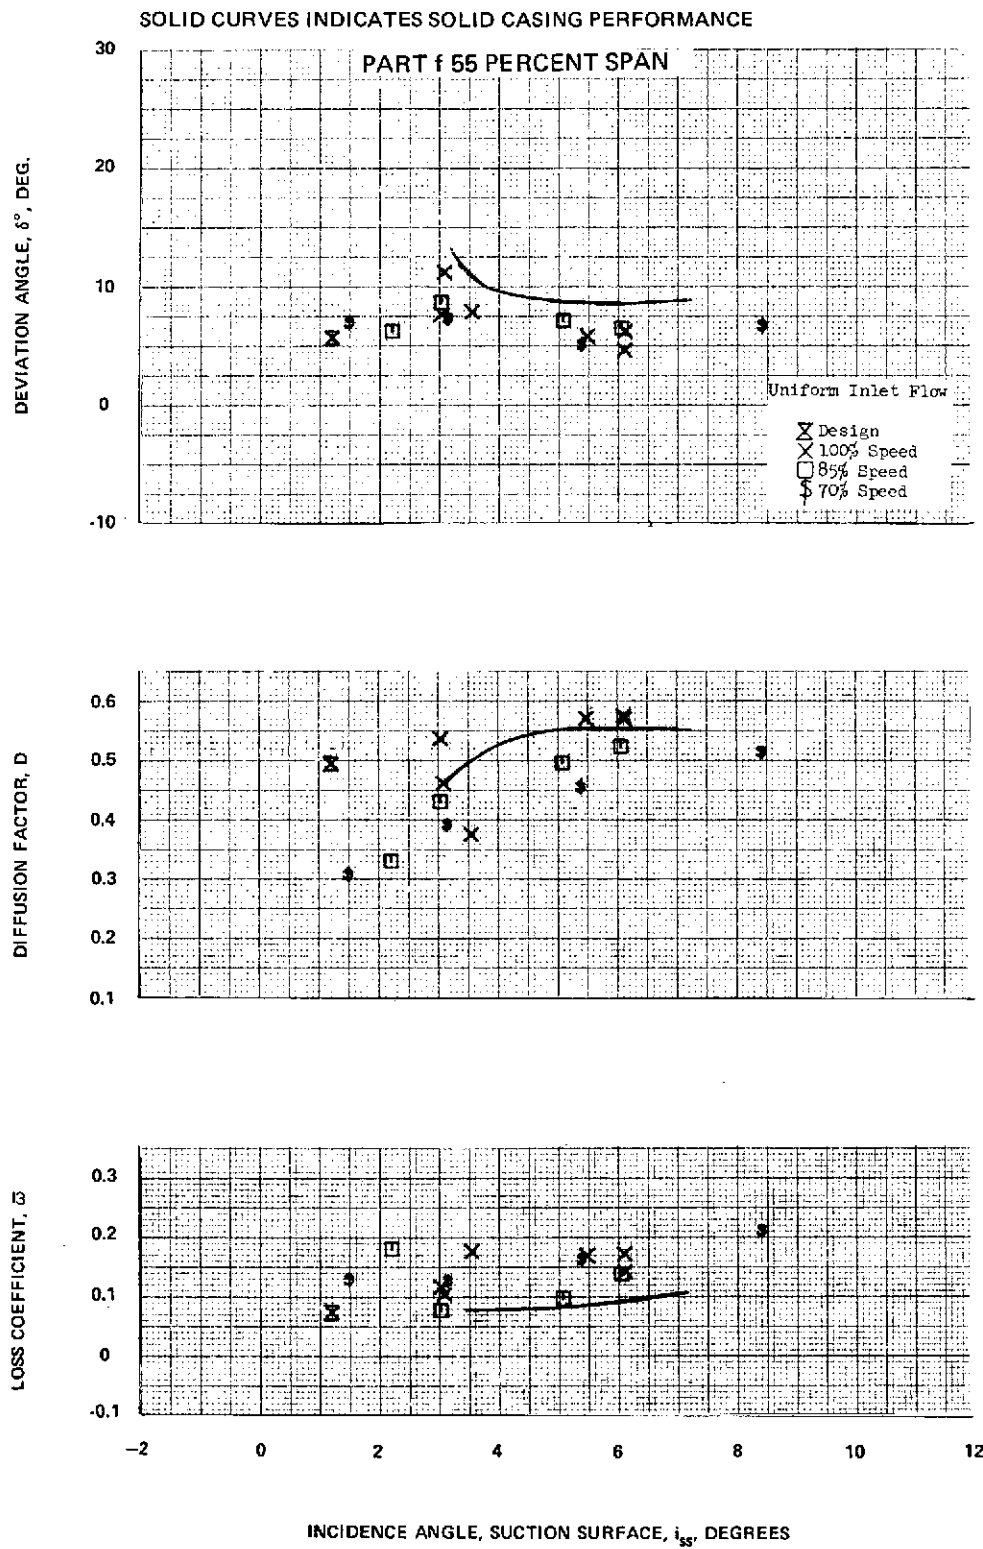 SOLID CURVES INDICATES SOLID CASING PERFORMANCE
PART f 55 PERCENT SPAN
DEVIATION ANGLE, δ°, DEG.
30
20
10
0
-10
Uniform Inlet Flow
Design
100% Speed
85% Speed
$ 70% Speed
DIFFUSION FACTOR, D
0.6
0.5
0.4
0.3
0.2
0.1
LOSS COEFFICIENT, ϖ
0.3
0.2
0.1
0
-0.1
−2 0 2 4 6 8 10 12
INCIDENCE ANGLE, SUCTION SURFACE, iss, DEGREES